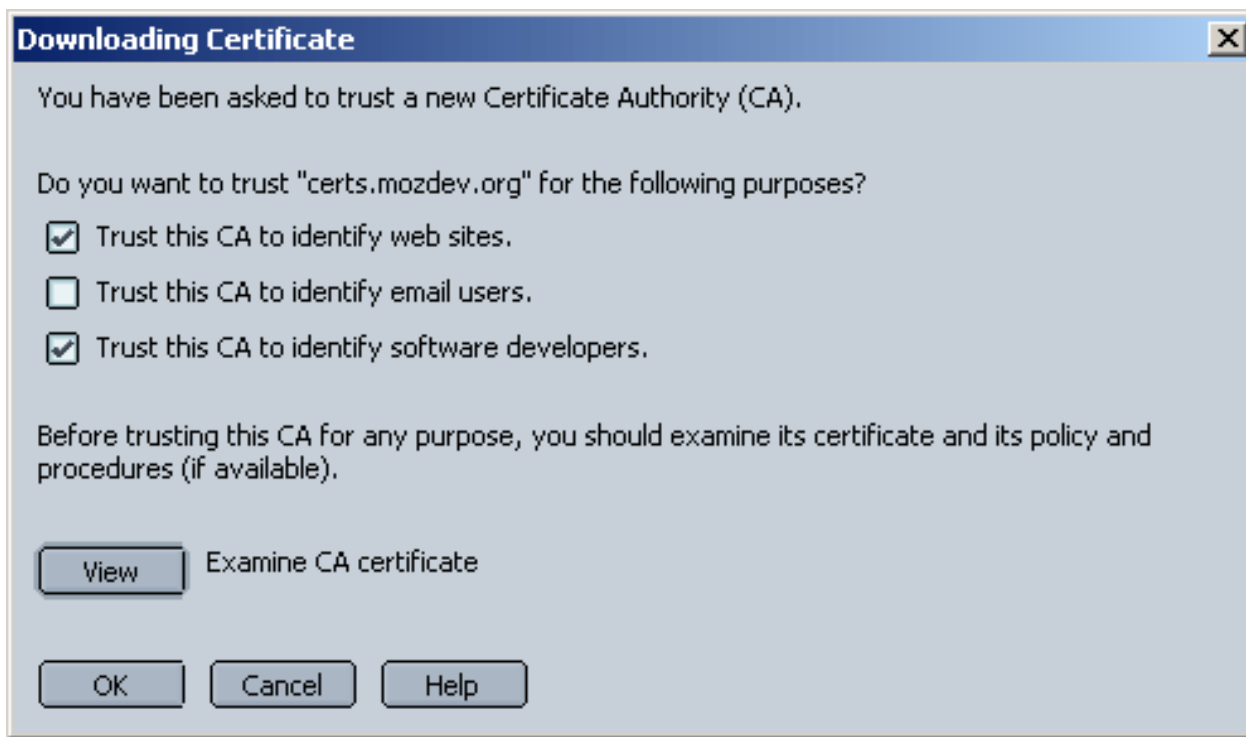 Downloading Certificate
You have been asked to trust a new Certificate Authority (CA).
Do you want to trust "certs.mozdev.org" for the following purposes?
Trust this CA to identify web sites.
Trust this CA to identify email users.
Trust this CA to identify software developers.
Before trusting this CA for any purpose, you should examine its certificate and its policy and
procedures (if available).
View Examine CA certificate
OK Cancel Help